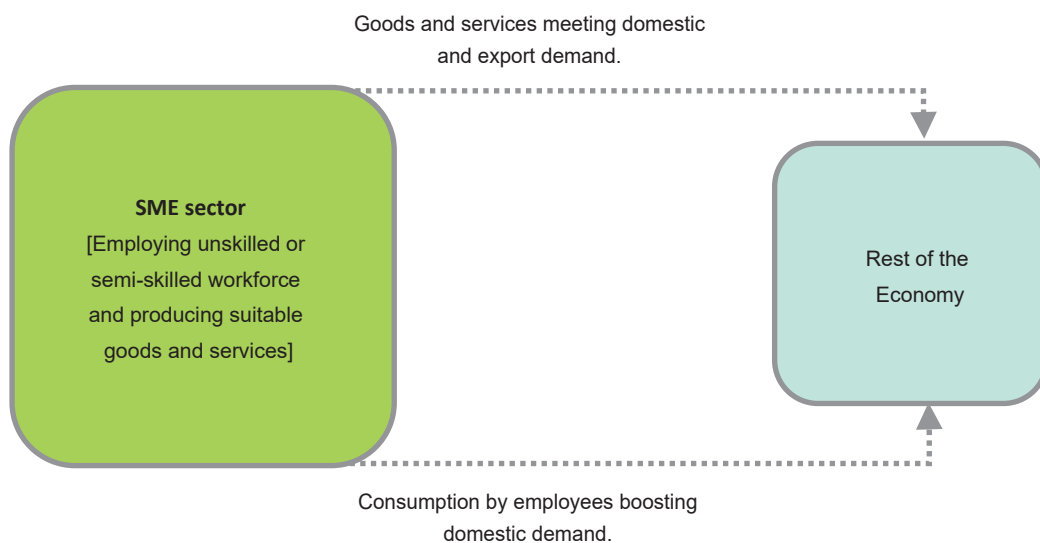 Goods and services meeting domestic
and export demand.
SME sector
[Employing unskilled or
semi-skilled workforce
and producing suitable
goods and services]
Rest of the
Economy
Consumption by employees boosting
domestic demand.